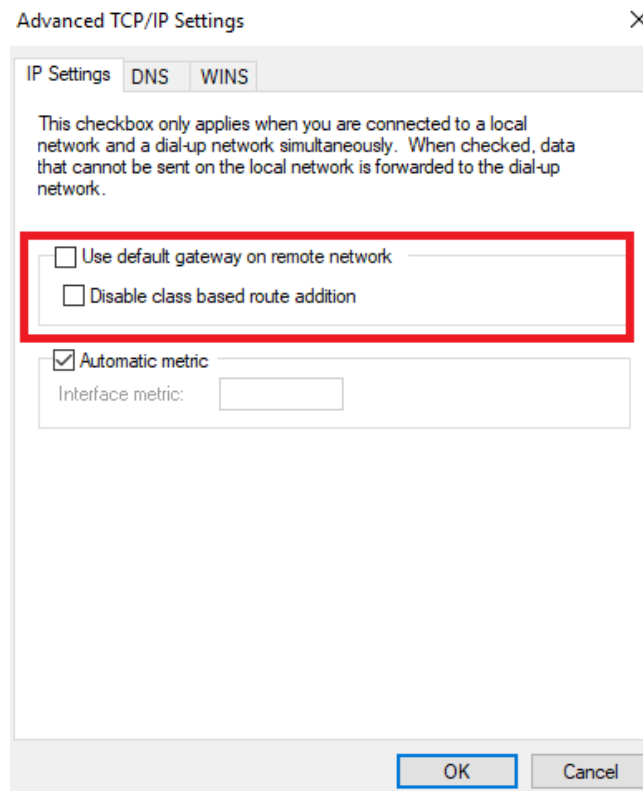 Advanced TCP/IP Settings
IP Settings DNS WINS
This checkbox only applies when you are connected to a local
network and a dial-up network simultaneously. When checked, data
that cannot be sent on the local network is forwarded to the dial-up
network.
Use default gateway on remote network
Disable class based route addition
Automatic metric
Interface metric:
OK Cancel